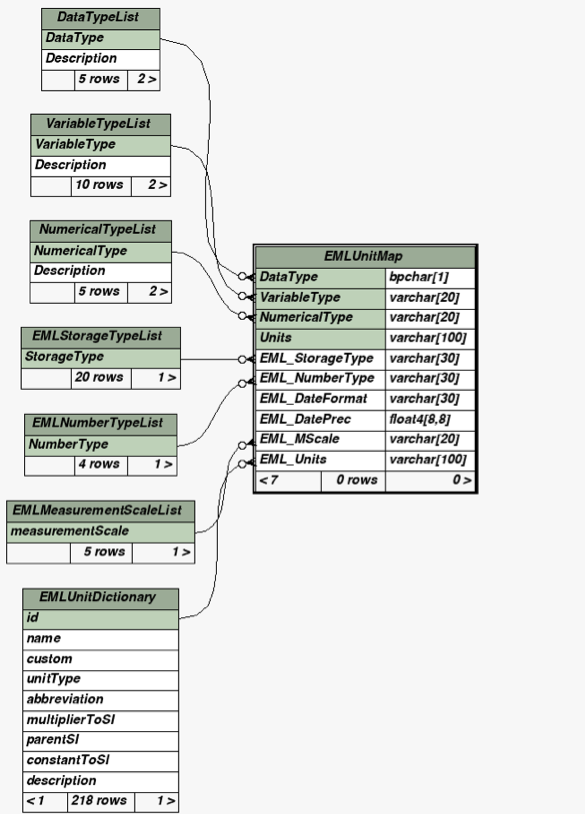 DataTypeList
DataType
Description
5 rows 2 >
VariableTypeList
VariableType
Description
10 rows 2 >
NumericalTypeList
NumericalType
Description
5 rows 2 >
EMLStorageTypeList
StorageType
20 rows 1 >
EMLNumberTypeList
NumberType
4 rows 1 >
EMLMeasurementScaleList
measurementScale
5 rows 1 >
EMLUnitDictionary
id
name
custom
unitType
abbreviation
multiplierToSI
parentSI
constantToSI
description
< 1 218 rows 1 >
EMLUnitMap
DataType bpchar[1]
VariableType varchar[20]
NumericalType varchar[20]
Units varchar[100]
EML_StorageType varchar[30]
EML_NumberType varchar[30]
EML_DateFormat varchar[30]
EML_DatePrec float4[8,8]
EML_MScale varchar[20]
EML_Units varchar[100]
< 7 0 rows 0 >